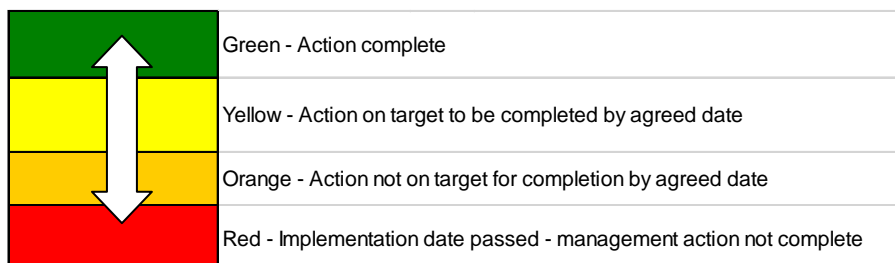 Green - Action complete
Yellow - Action on target to be completed by agreed date
Orange - Action not on target for completion by agreed date
Red - Implementation date passed - management action not complete